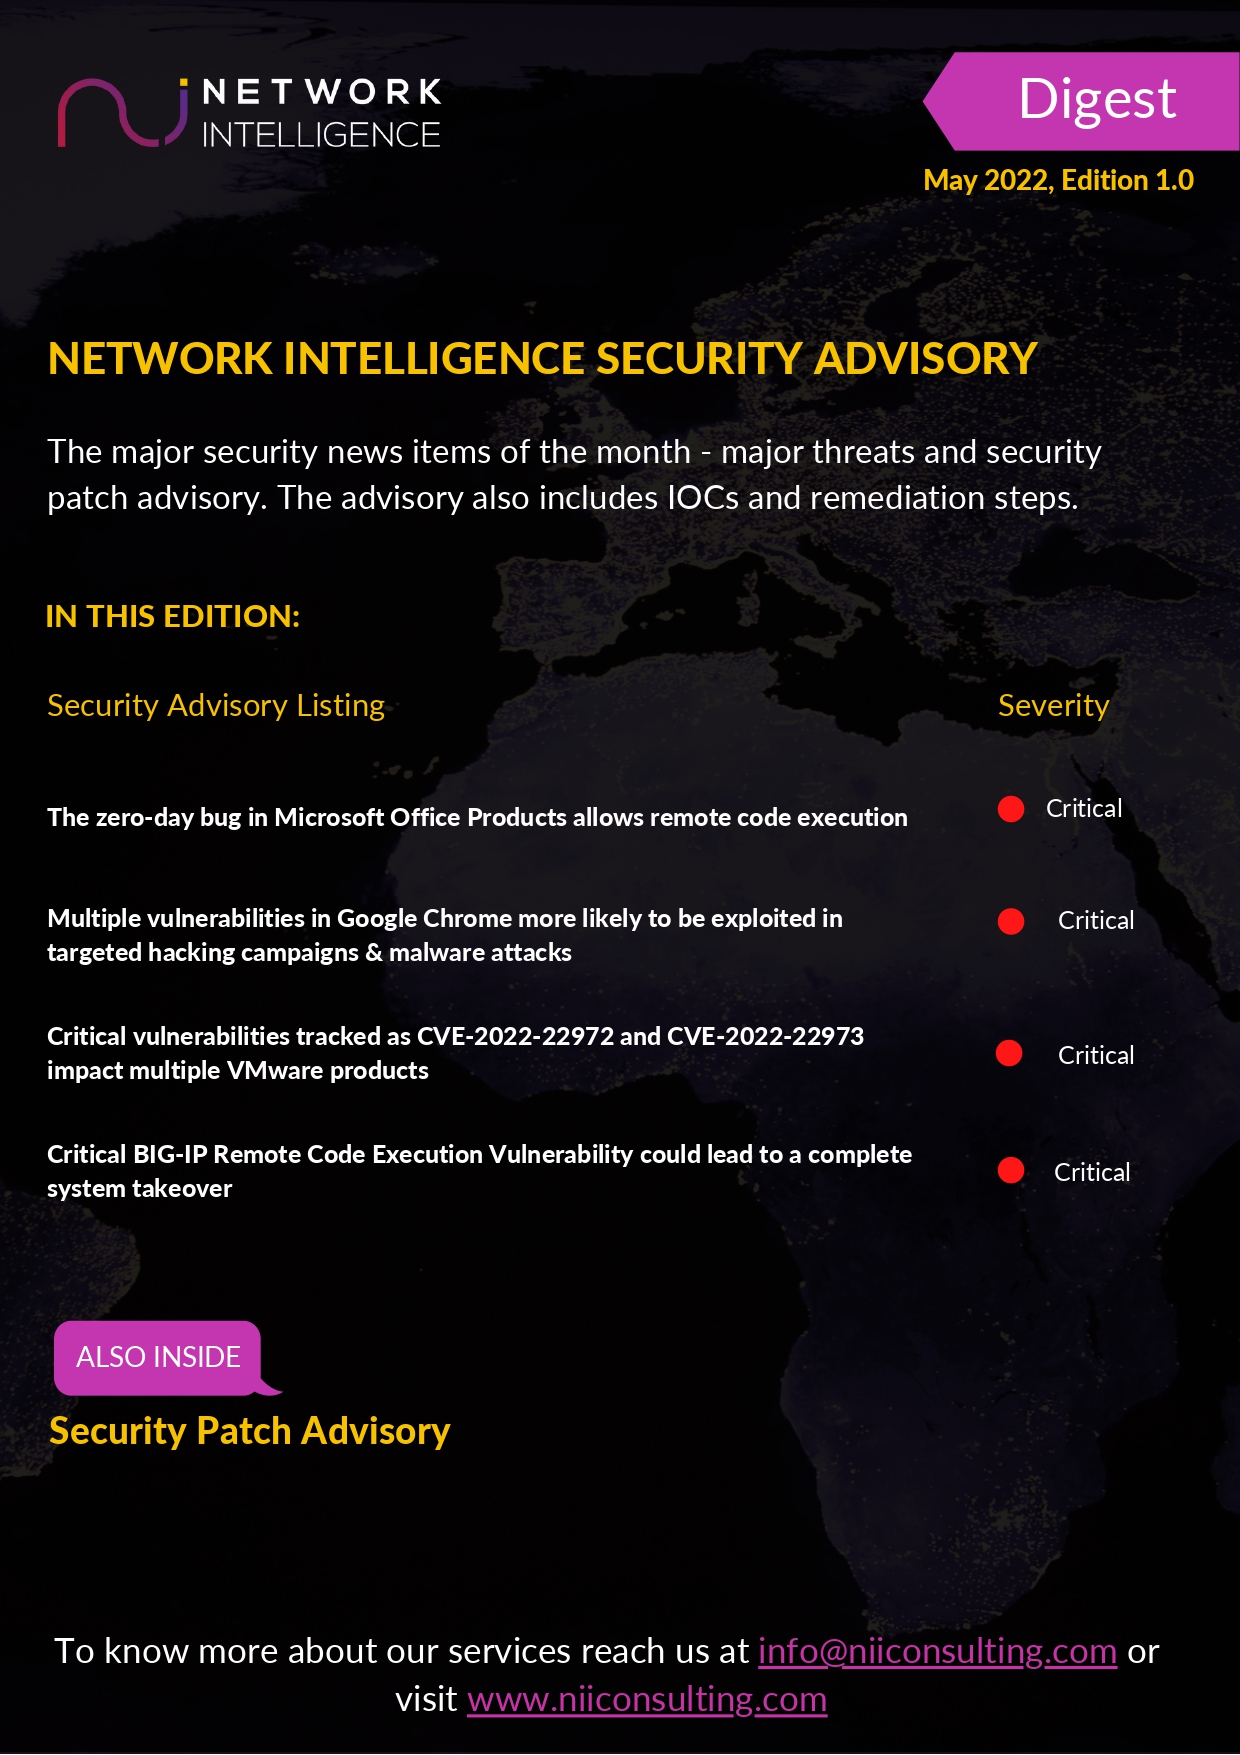 NETWORK
INTELLIGENCE
Digest
May 2022, Edition 1.0
NETWORK INTELLIGENCE SECURITY ADVISORY
The major security news items of the month - major threats and security
patch advisory. The advisory also includes IOCs and remediation steps.
IN THIS EDITION:
Security Advisory Listing
Severity
The zero-day bug in Microsoft Office Products allows remote code execution
Critical
Multiple vulnerabilities in Google Chrome more likely to be exploited in
targeted hacking campaigns & malware attacks
Critical
Critical vulnerabilities tracked as CVE-2022-22972 and CVE-2022-22973
impact multiple VMware products
Critical
Critical BIG-IP Remote Code Execution Vulnerability could lead to a complete
system takeover
Critical
ALSO INSIDE
Security Patch Advisory
To know more about our services reach us at info@niiconsulting.com or
visit www.niiconsulting.com